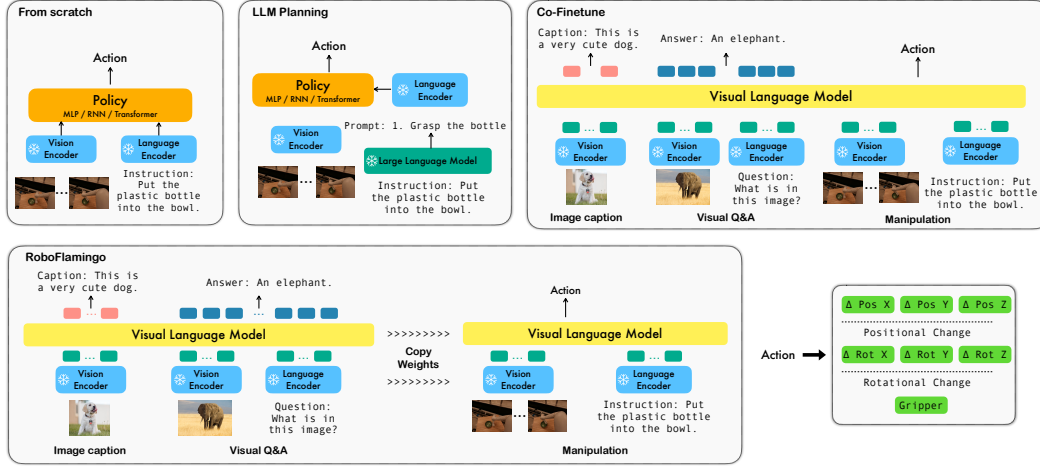 From scratch
Action
Policy
MLP / RNN / Transformer
Vision
Encoder
Language
Encoder
Instruction:
Put the
plastic bottle
into the bowl.
LLM Planning
Action
Policy
MLP / RNN / Transformer
Language
Encoder
Vision
Encoder
Prompt: 1. Grasp the bottle
Large Language Model
Instruction: Put
the plastic bottle
into the bowl.
Co-Finetune
Caption: This is
a very cute dog.
Answer: An elephant.
Action
Visual Language Model
Vision
Encoder
Vision
Encoder
Language
Encoder
Vision
Encoder
Language
Encoder
Question:
What is in
this image?
Instruction: Put
the plastic bottle
into the bowl.
Image caption
Visual Q&A
Manipulation
RoboFlamingo
Caption: This is
a very cute dog.
Answer: An elephant.
Visual Language Model
Vision
Encoder
Vision
Encoder
Language
Encoder
Question:
What is in
this image?
Image caption
Visual Q&A
>>>>>>>>>
Copy
Weights
>>>>>>>>>
Action
Visual Language Model
Vision
Encoder
Language
Encoder
Instruction: Put
the plastic bottle
into the bowl.
Manipulation
Action
Δ Pos X Δ Pos Y Δ Pos Z
Positional Change
Δ Rot X Δ Rot Y Δ Rot Z
Rotational Change
Gripper